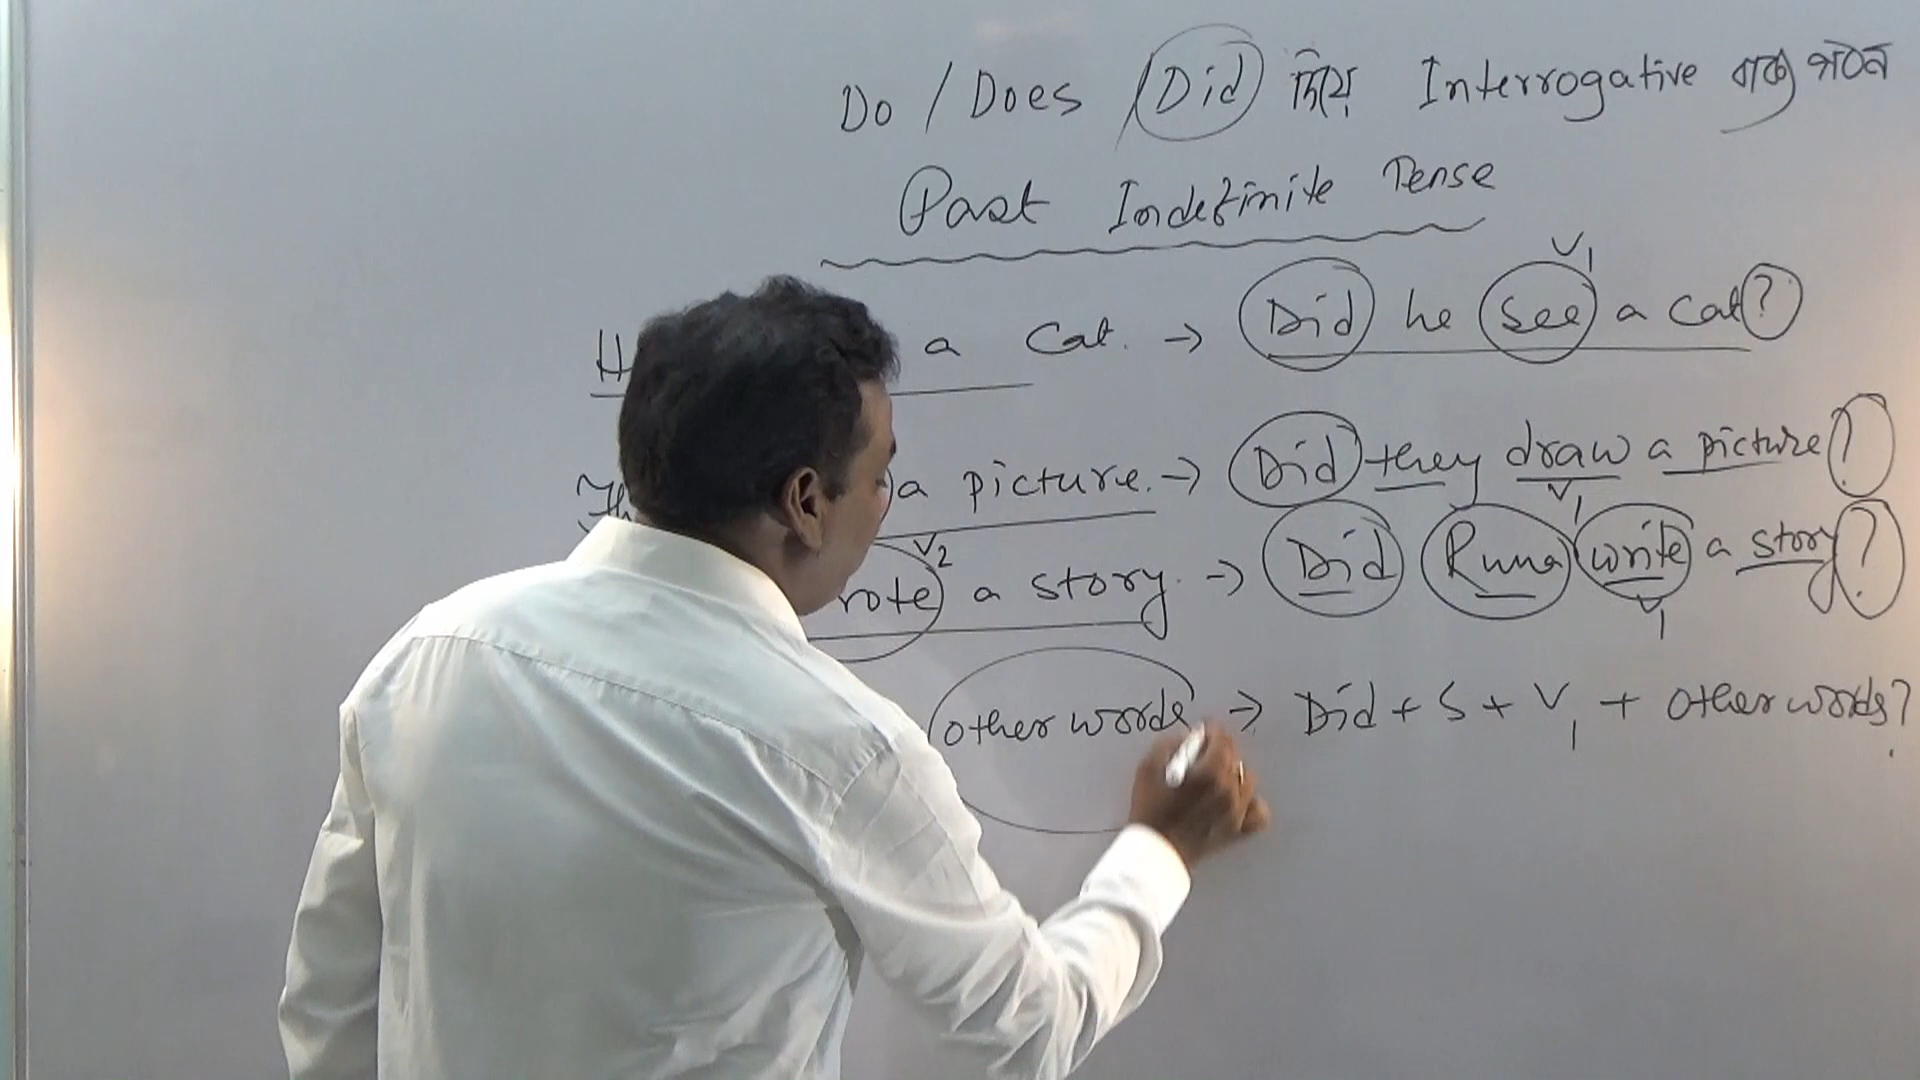 Do / Does / Did দিয়ে Interrogative বাক্য গঠন
Past Indefinite Tense
V1
H a Cat. → Did he see a Cat?
Th a picture. → Did they draw a picture?
V2 V1
rote a story. → Did Runa write a story?
V1
other words → Did + S + V1 + Other words?